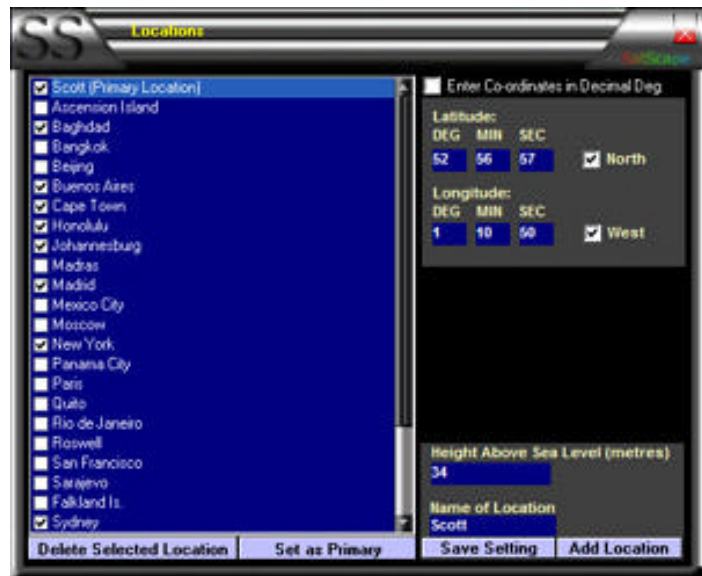 SS
Locations
SatScape
Scott (Primary Location)
Ascension Island
Baghdad
Bangkok
Beijing
Buenos Aires
Cape Town
Honolulu
Johannesburg
Madras
Madrid
Mexico City
Moscow
New York
Panama City
Paris
Quito
Rio de Janeiro
Roswell
San Francisco
Sarajevo
Falkland Is.
Sydney
Delete Selected Location
Set as Primary
Enter Co-ordinates in Decimal Deg
Latitude:
DEG MIN SEC
52 56 57 North
Longitude:
DEG MIN SEC
1 10 50 West
Height Above Sea Level (metres)
34
Name of Location
Scott
Save Setting
Add Location